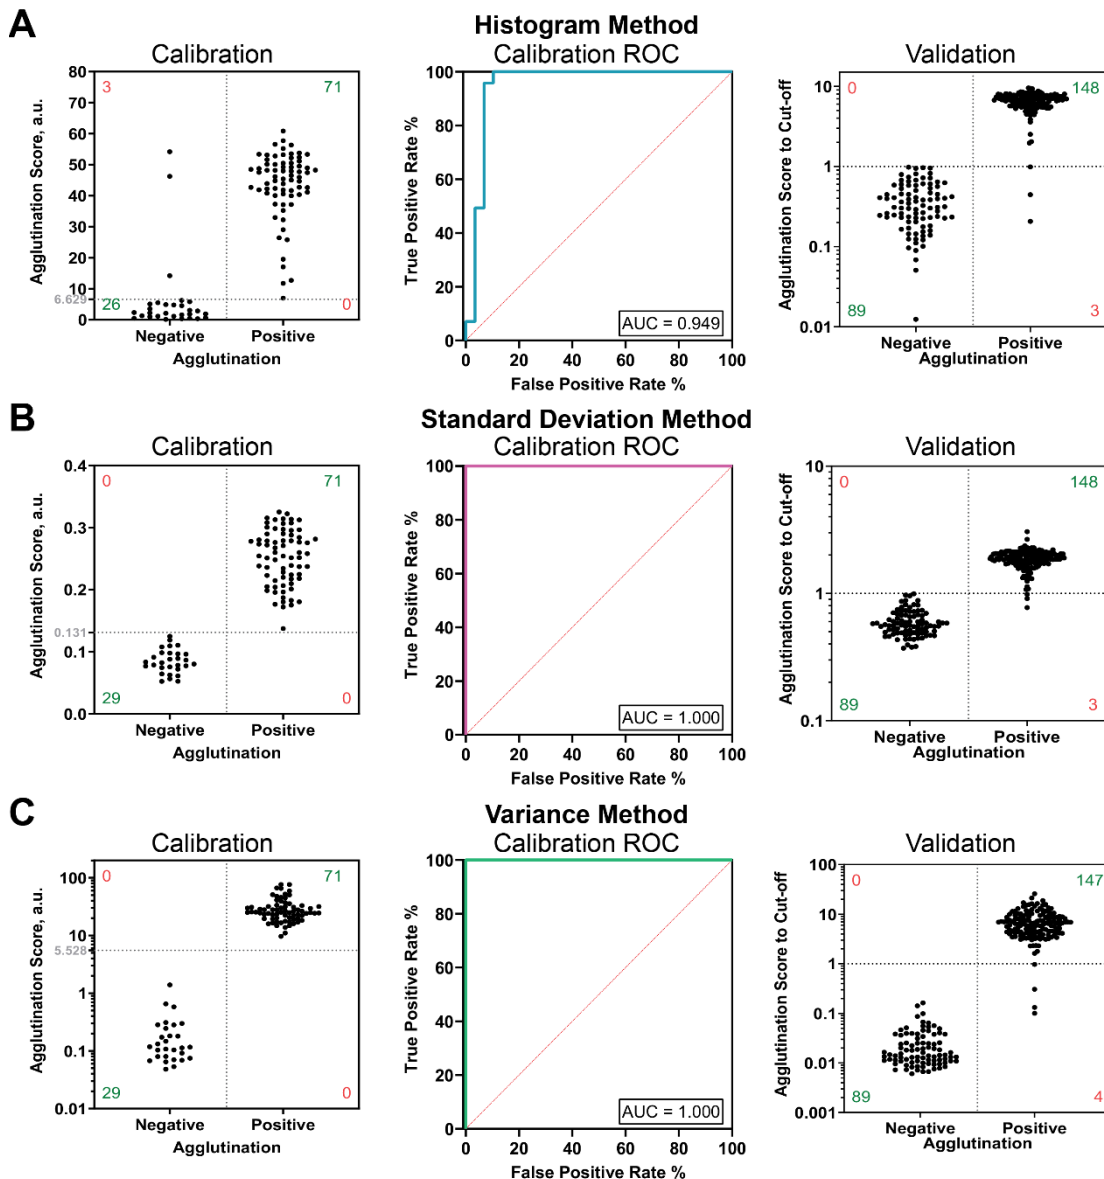 A
Histogram Method
Calibration
Calibration ROC
Validation
Agglutination Score, a.u.
80
70
60
50
40
30
20
10
6.629
0
3
71
26
0
Negative
Positive
Agglutination
True Positive Rate %
100
80
60
40
20
0
AUC = 0.949
0
20
40
60
80
100
False Positive Rate %
Agglutination Score to Cut-off
10
1
0.1
0.01
0
148
89
3
Negative
Positive
Agglutination
B
Standard Deviation Method
Calibration
Calibration ROC
Validation
Agglutination Score, a.u.
0.4
0.3
0.2
0.131
0.1
0.0
0
71
29
0
Negative
Positive
Agglutination
True Positive Rate %
100
80
60
40
20
0
AUC = 1.000
0
20
40
60
80
100
False Positive Rate %
Agglutination Score to Cut-off
10
1
0.1
0
148
89
3
Negative
Positive
Agglutination
C
Variance Method
Calibration
Calibration ROC
Validation
Agglutination Score, a.u.
100
10
5.528
1
0.1
0.01
0
71
29
0
Negative
Positive
Agglutination
True Positive Rate %
100
80
60
40
20
0
AUC = 1.000
0
20
40
60
80
100
False Positive Rate %
Agglutination Score to Cut-off
100
10
1
0.1
0.01
0.001
0
147
89
4
Negative
Positive
Agglutination